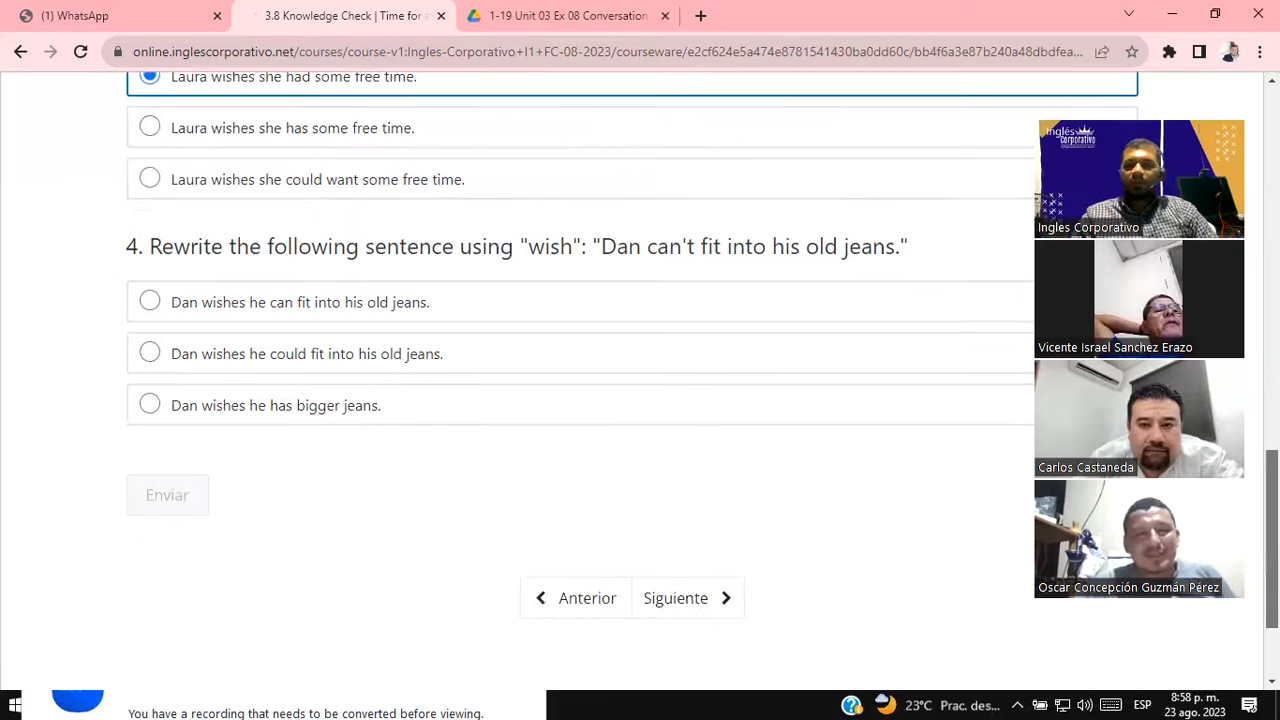 (1) WhatsApp
3.8 Knowledge Check | Time for a
1-19 Unit 03 Ex 08 Conversation
online.inglescorporativo.net/courses/course-v1:Ingles-Corporativo+I1+FC-08-2023/courseware/e2cf624e5a474e8781541430ba0dd60c/bb4f6a3e87b240a48dbdfea...
Laura wishes she had some free time.
Laura wishes she has some free time.
Laura wishes she could want some free time.
4. Rewrite the following sentence using "wish": "Dan can't fit into his old jeans."
Dan wishes he can fit into his old jeans.
Dan wishes he could fit into his old jeans.
Dan wishes he has bigger jeans.
Enviar
Anterior
Siguiente
Inglés
corporativo
Ingles Corporativo
Vicente Israel Sanchez Erazo
Carlos Castaneda
Oscar Concepción Guzmán Pérez
You have a recording that needs to be converted before viewing.
23°C Prac. des...
ESP
8:58 p. m.
23 ago. 2023